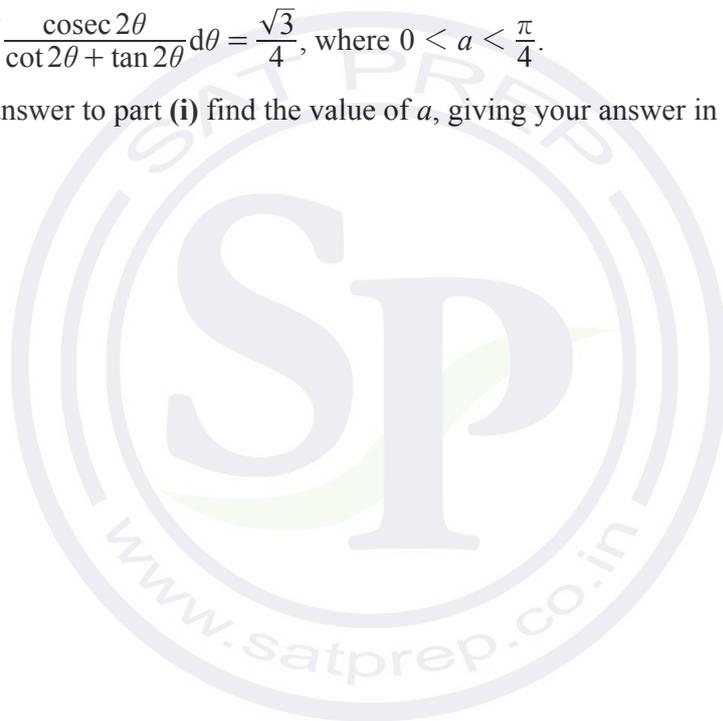 cosec 2θ / (cot 2θ + tan 2θ) dθ = √3/4, where 0 < a < π/4.
nswer to part (i) find the value of a, giving your answer in
SAT PREP
SP
www.satprep.co.in